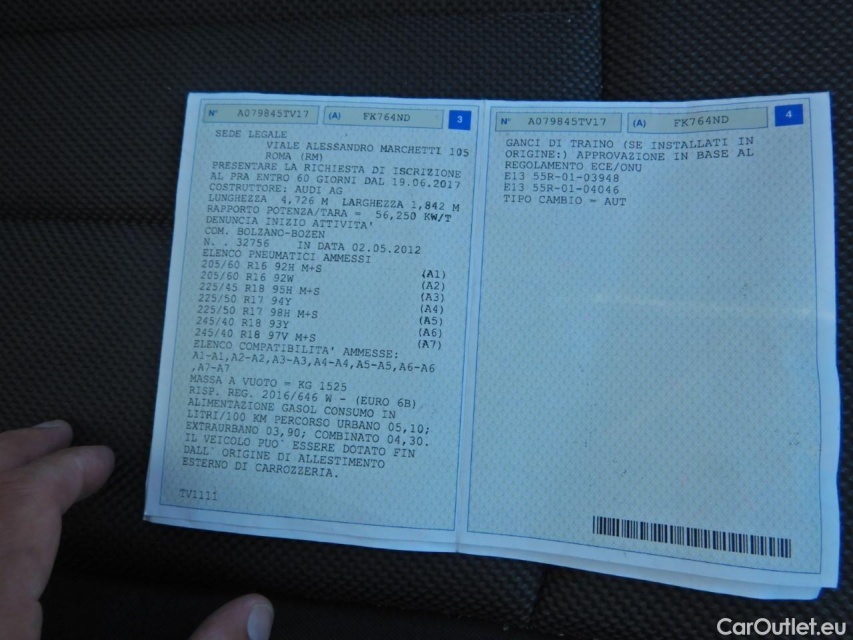 N° A079845TV17 (A) FK764ND 3
SEDE LEGALE
VIALE ALESSANDRO MARCHETTI 105
ROMA (RM)
PRESENTARE LA RICHIESTA DI ISCRIZIONE
AL PRA ENTRO 60 GIORNI DAL 19.06.2017
COSTRUTTORE: AUDI AG
LUNGHEZZA 4,726 M LARGHEZZA 1,842 M
RAPPORTO POTENZA/TARA = 56,250 KW/T
DENUNCIA INIZIO ATTIVITA'
COM. BOLZANO-BOZEN
N. . 32756 IN DATA 02.05.2012
ELENCO PNEUMATICI AMMESSI
205/60 R16 92H M+S (A1)
205/60 R16 92W (A2)
225/45 R18 95H M+S (A3)
225/50 R17 94Y (A4)
225/50 R17 98H M+S (A5)
245/40 R18 93Y (A6)
245/40 R18 97V M+S (A7)
ELENCO COMPATIBILITA' AMMESSE:
A1-A1,A2-A2,A3-A3,A4-A4,A5-A5,A6-A6
,A7-A7
MASSA A VUOTO = KG 1525
RISP. REG. 2016/646 W - (EURO 6B)
ALIMENTAZIONE GASOL CONSUMO IN
LITRI/100 KM PERCORSO URBANO 05,10;
EXTRAURBANO 03,90; COMBINATO 04,30.
IL VEICOLO PUO' ESSERE DOTATO FIN
DALL' ORIGINE DI ALLESTIMENTO
ESTERNO DI CARROZZERIA.
TV1111
N° A079845TV17 (A) FK764ND 4
GANCI DI TRAINO (SE INSTALLATI IN
ORIGINE:) APPROVAZIONE IN BASE AL
REGOLAMENTO ECE/ONU
E13 55R-01-03948
E13 55R-01-04046
TIPO CAMBIO = AUT
CarOutlet.eu